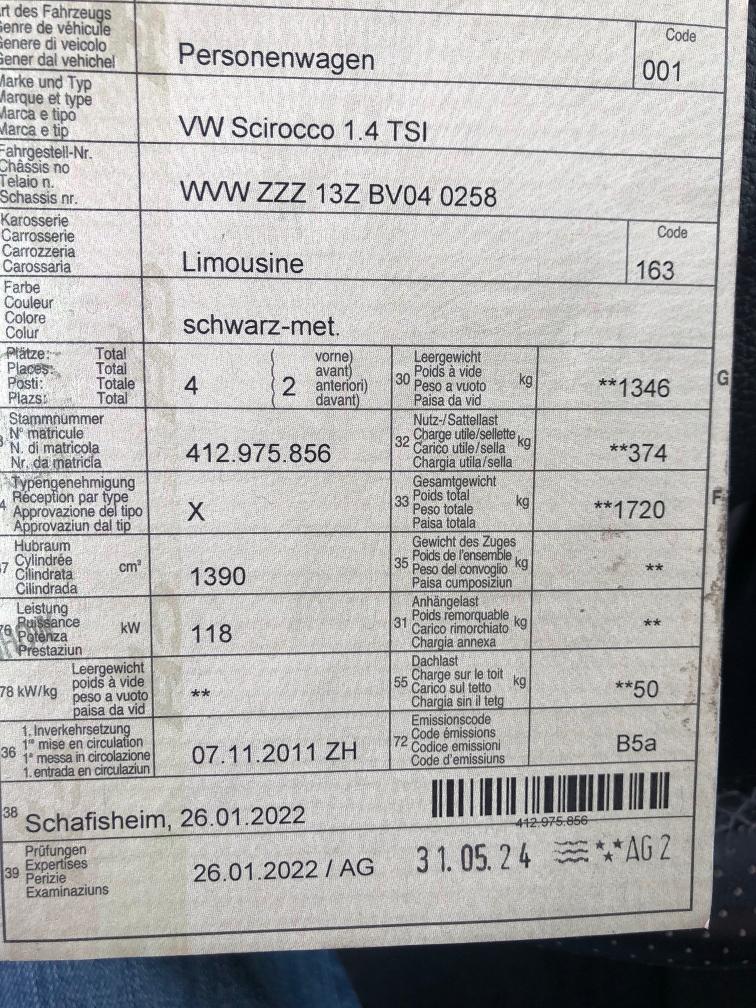 rt des Fahrzeugs
Genre de véhicule
Genere di veicolo
Gener dal vehichel
Personenwagen
Code
001
Marke und Typ
Marque et type
Marca e tipo
Marca e tip
VW Scirocco 1.4 TSI
Fahrgestell-Nr.
Châssis no
Telaio n.
Schassis nr.
WVW ZZZ 13Z BV04 0258
Karosserie
Carrosserie
Carrozzeria
Carossaria
Limousine
Code
163
Farbe
Couleur
Colore
Colur
schwarz-met.
Plätze: Total
Places: Total
Posti: Totale
Plazs: Total
4
( 2
vorne)
avant)
anteriori)
davant)
30
Leergewicht
Poids à vide
Peso a vuoto
Paisa da vid
kg
**1346
G
Stammnummer
N° matricule
N. di matricola
Nr. da matricla
412.975.856
32
Nutz-/Sattellast
Charge utile/sellette
Carico utile/sella
Chargia utila/sella
kg
**374
Typengenehmigung
Réception par type
Approvazione del tipo
Approvaziun dal tip
X
33
Gesamtgewicht
Poids total
Peso totale
Paisa totala
kg
**1720
F
7
Hubraum
Cylindrée
Cilindrata
Cilindrada
cm³
1390
35
Gewicht des Zuges
Poids de l'ensemble
Peso del convoglio
Paisa cumposiziun
kg
**
76
Leistung
Puissance
Potenza
Prestaziun
kW
118
31
Anhängelast
Poids remorquable
Carico rimorchiato
Chargia annexa
kg
**
78 kW/kg
Leergewicht
poids à vide
peso a vuoto
paisa da vid
**
55
Dachlast
Charge sur le toit
Carico sul tetto
Chargia sin il tetg
kg
**50
36
1. Inverkehrsetzung
1re mise en circulation
1a messa in circolazione
1. entrada en circulaziun
07.11.2011 ZH
72
Emissionscode
Code émissions
Codice emissioni
Code d'emissiuns
B5a
38
Schafisheim, 26.01.2022
412.975.856
39
Prüfungen
Expertises
Perizie
Examinaziuns
26.01.2022 / AG
31.05.24
AG 2